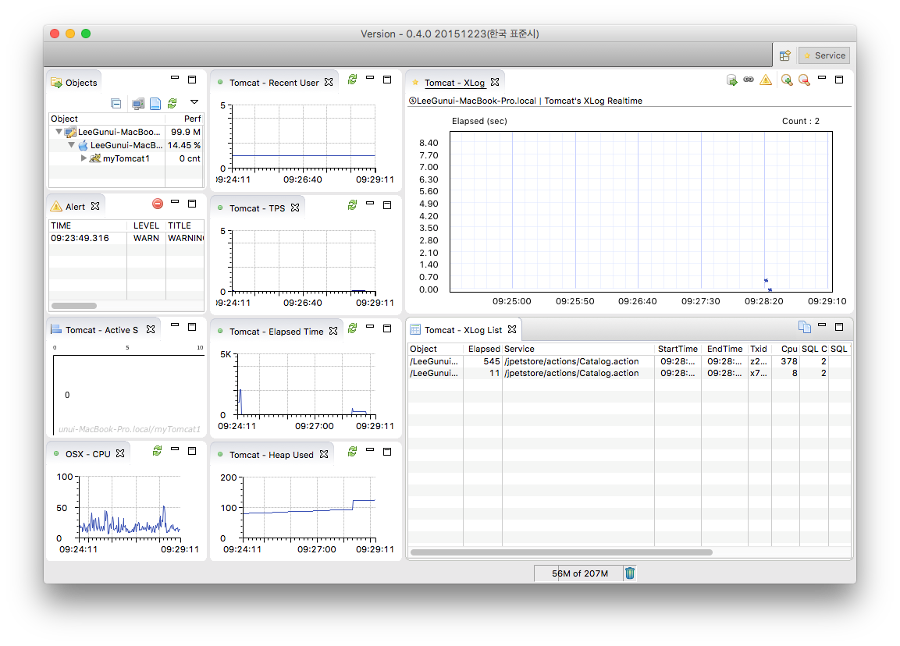 Version - 0.4.0 20151223(한국 표준시)
Service
Objects
Object Perf
LeeGunui-MacBoo... 99.9 M
LeeGunui-MacB... 14.45 %
myTomcat1 0 cnt
Alert
TIME LEVEL TITLE
09:23:49.316 WARN WARNING
Tomcat - Active S
0 5 10
0
unui-MacBook-Pro.local/myTomcat1
OSX - CPU
100
50
0
09:24:11 09:29:11
Tomcat - Recent User
5
0
09:24:11 09:26:40 09:29:11
Tomcat - TPS
5
0
09:24:11 09:26:40 09:29:11
Tomcat - Elapsed Time
5K
0
09:24:11 09:27:00 09:29:11
Tomcat - Heap Used
200
100
0
09:24:11 09:27:00 09:29:11
Tomcat - XLog
LeeGunui-MacBook-Pro.local | Tomcat's XLog Realtime
Elapsed (sec) Count : 2
8.40
7.70
7.00
6.30
5.60
4.90
4.20
3.50
2.80
2.10
1.40
0.70
0.00
09:25:00 09:25:50 09:26:40 09:27:30 09:28:20 09:29:10
Tomcat - XLog List
Object Elapsed Service StartTime EndTime Txid Cpu SQL C SQL
/LeeGunui... 545 /jpetstore/actions/Catalog.action 09:28:... 09:28:... z2... 378 2
/LeeGunui... 11 /jpetstore/actions/Catalog.action 09:28:... 09:28:... x7... 8 2
56M of 207M